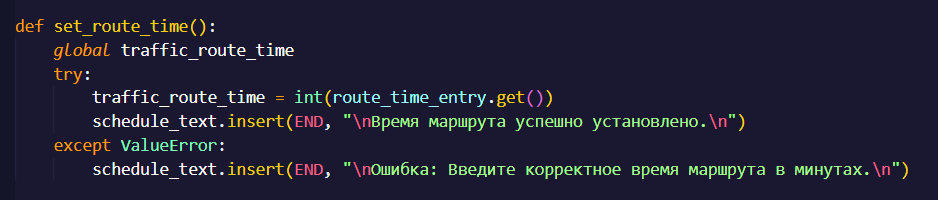 def set_route_time():
    global traffic_route_time
    try:
        traffic_route_time = int(route_time_entry.get())
        schedule_text.insert(END, "\nВремя маршрута успешно установлено.\n")
    except ValueError:
        schedule_text.insert(END, "\nОшибка: Введите корректное время маршрута в минутах.\n")